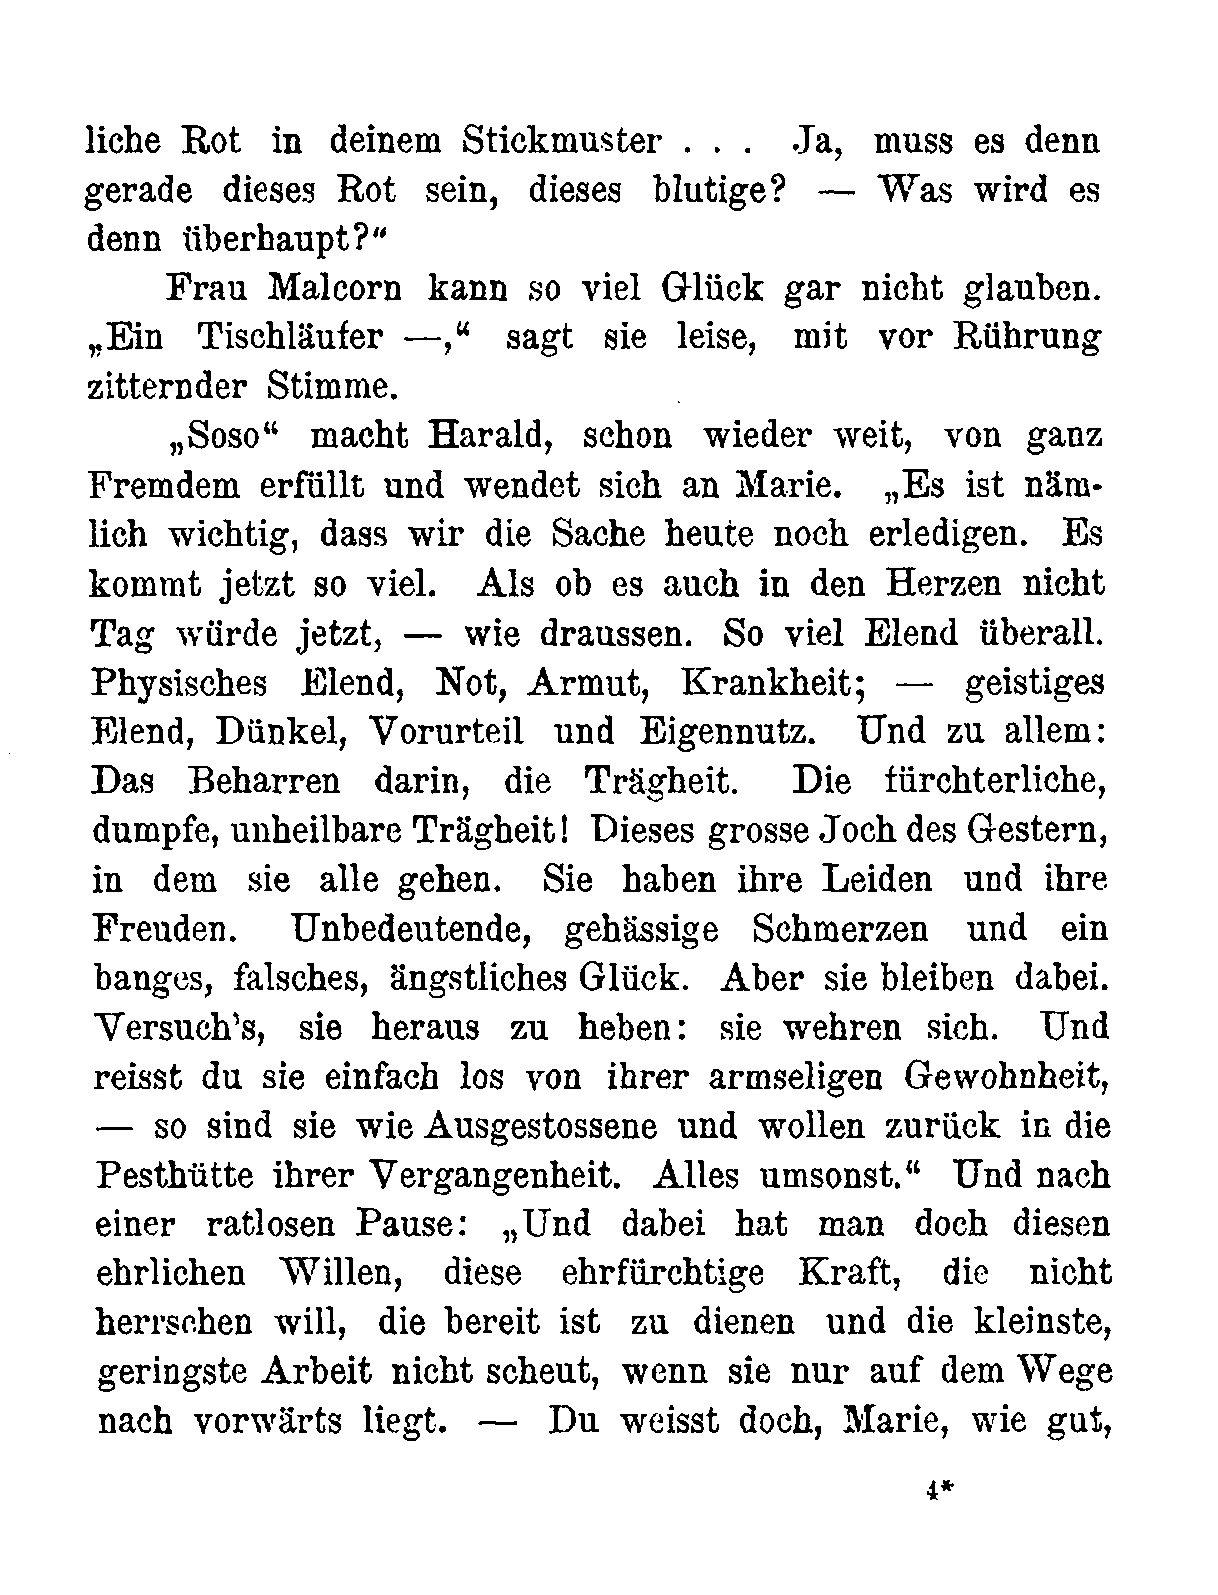 liche Rot in deinem Stickmuster . . . Ja, muss es denn
gerade dieses Rot sein, dieses blutige? — Was wird es
denn überhaupt?“
Frau Malcorn kann so viel Glück gar nicht glauben.
„Ein Tischläufer —,“ sagt sie leise, mit vor Rührung
zitternder Stimme.
„Soso“ macht Harald, schon wieder weit, von ganz
Fremdem erfüllt und wendet sich an Marie. „Es ist näm-
lich wichtig, dass wir die Sache heute noch erledigen. Es
kommt jetzt so viel. Als ob es auch in den Herzen nicht
Tag würde jetzt, — wie draussen. So viel Elend überall.
Physisches Elend, Not, Armut, Krankheit; — geistiges
Elend, Dünkel, Vorurteil und Eigennutz. Und zu allem:
Das Beharren darin, die Trägheit. Die fürchterliche,
dumpfe, unheilbare Trägheit! Dieses grosse Joch des Gestern,
in dem sie alle gehen. Sie haben ihre Leiden und ihre
Freuden. Unbedeutende, gehässige Schmerzen und ein
banges, falsches, ängstliches Glück. Aber sie bleiben dabei.
Versuch’s, sie heraus zu heben: sie wehren sich. Und
reisst du sie einfach los von ihrer armseligen Gewohnheit,
— so sind sie wie Ausgestossene und wollen zurück in die
Pesthütte ihrer Vergangenheit. Alles umsonst.“ Und nach
einer ratlosen Pause: „Und dabei hat man doch diesen
ehrlichen Willen, diese ehrfürchtige Kraft, die nicht
herrschen will, die bereit ist zu dienen und die kleinste,
geringste Arbeit nicht scheut, wenn sie nur auf dem Wege
nach vorwärts liegt. — Du weisst doch, Marie, wie gut,
4*